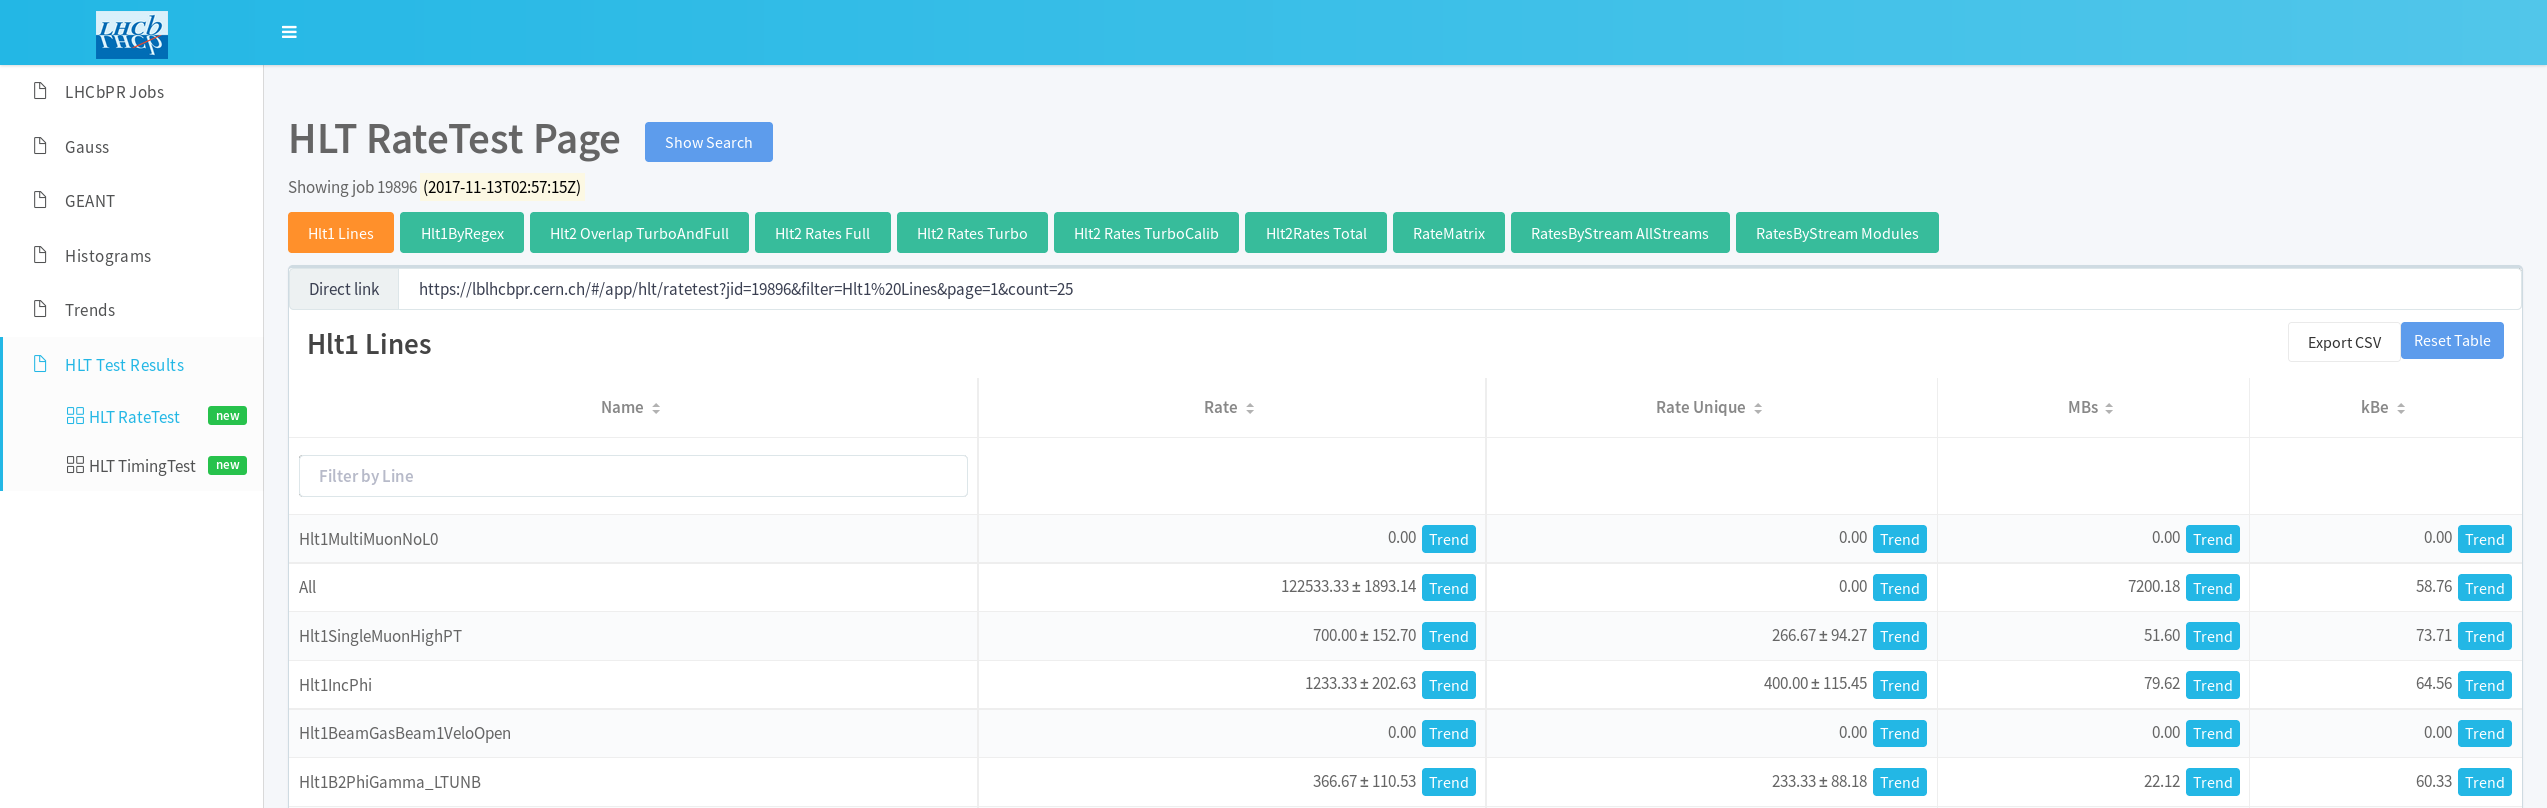 LHCb
LHCbPR Jobs
Gauss
GEANT
Histograms
Trends
HLT Test Results
HLT RateTest new
HLT TimingTest new
HLT RateTest Page Show Search
Showing job 19896 (2017-11-13T02:57:15Z)
Hlt1 Lines Hlt1ByRegex Hlt2 Overlap TurboAndFull Hlt2 Rates Full Hlt2 Rates Turbo Hlt2 Rates TurboCalib Hlt2Rates Total RateMatrix RatesByStream AllStreams RatesByStream Modules
Direct link https://lblhcbpr.cern.ch/#/app/hlt/ratetest?jid=19896&filter=Hlt1%20Lines&page=1&count=25
Hlt1 Lines Export CSV Reset Table
Name Rate Rate Unique MBs kBe
Filter by Line
Hlt1MultiMuonNoL0 0.00 Trend 0.00 Trend 0.00 Trend 0.00 Trend
All 122533.33 ± 1893.14 Trend 0.00 Trend 7200.18 Trend 58.76 Trend
Hlt1SingleMuonHighPT 700.00 ± 152.70 Trend 266.67 ± 94.27 Trend 51.60 Trend 73.71 Trend
Hlt1IncPhi 1233.33 ± 202.63 Trend 400.00 ± 115.45 Trend 79.62 Trend 64.56 Trend
Hlt1BeamGasBeam1VeloOpen 0.00 Trend 0.00 Trend 0.00 Trend 0.00 Trend
Hlt1B2PhiGamma_LTUNB 366.67 ± 110.53 Trend 233.33 ± 88.18 Trend 22.12 Trend 60.33 Trend